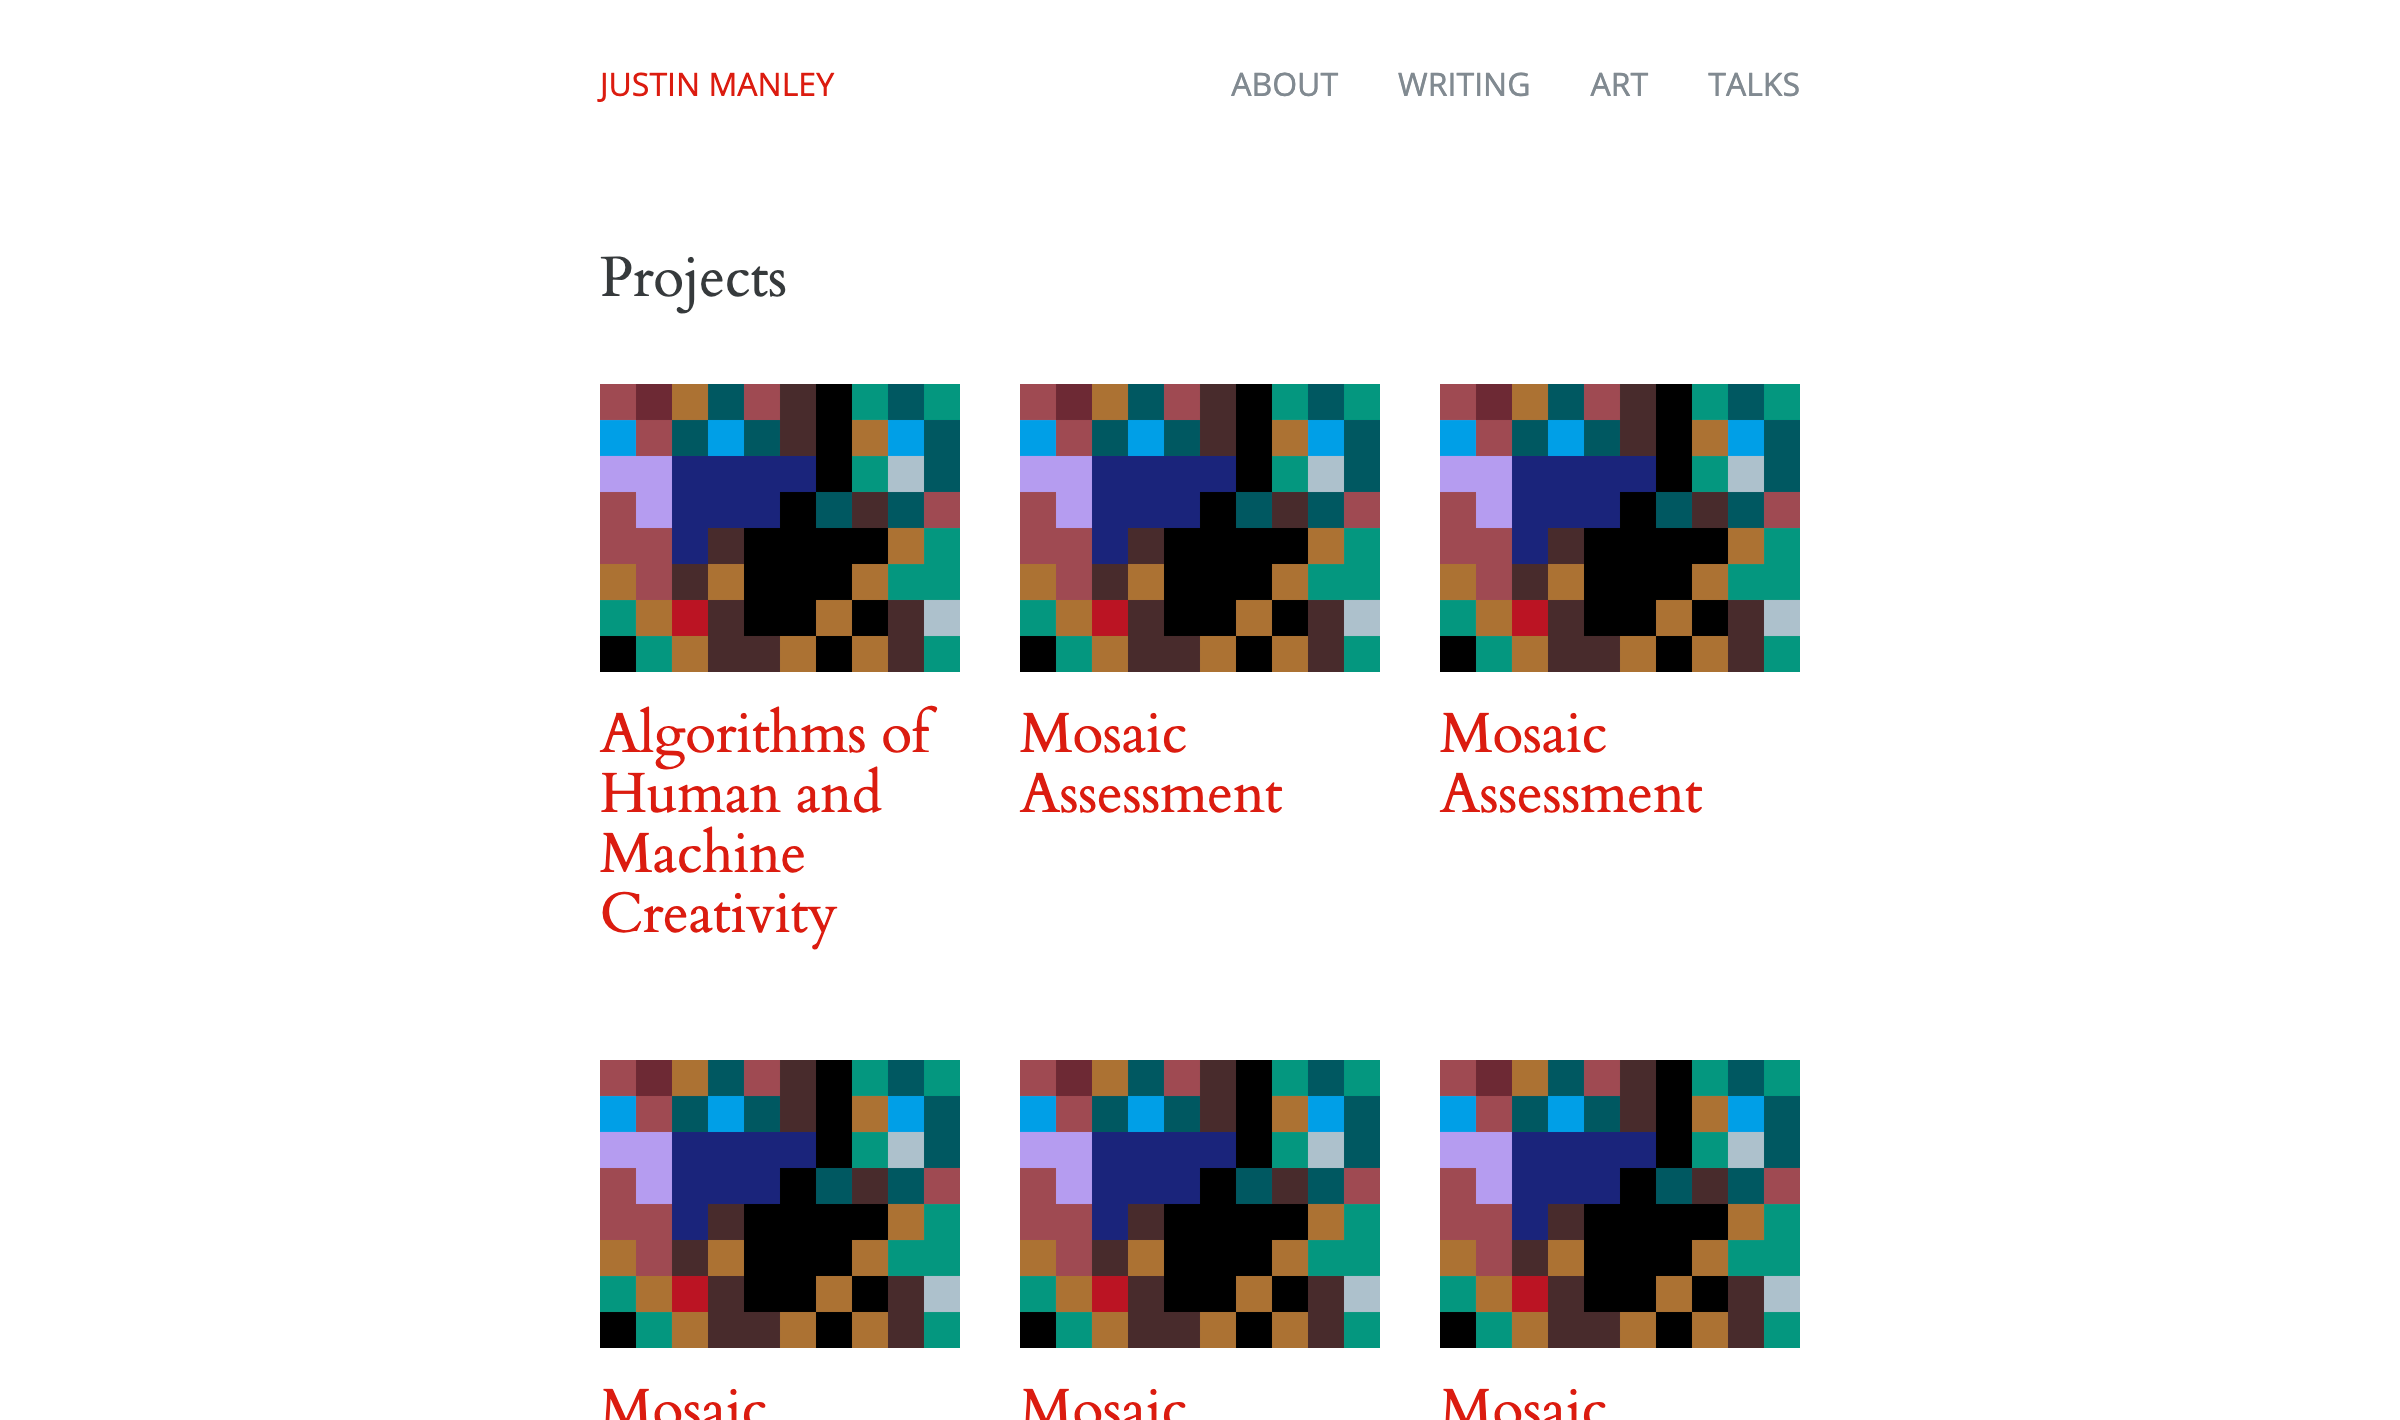 JUSTIN MANLEY ABOUT WRITING ART TALKS
Projects
Algorithms of
Human and
Machine
Creativity
Mosaic
Assessment
Mosaic
Assessment
Mosaic
Mosaic
Mosaic